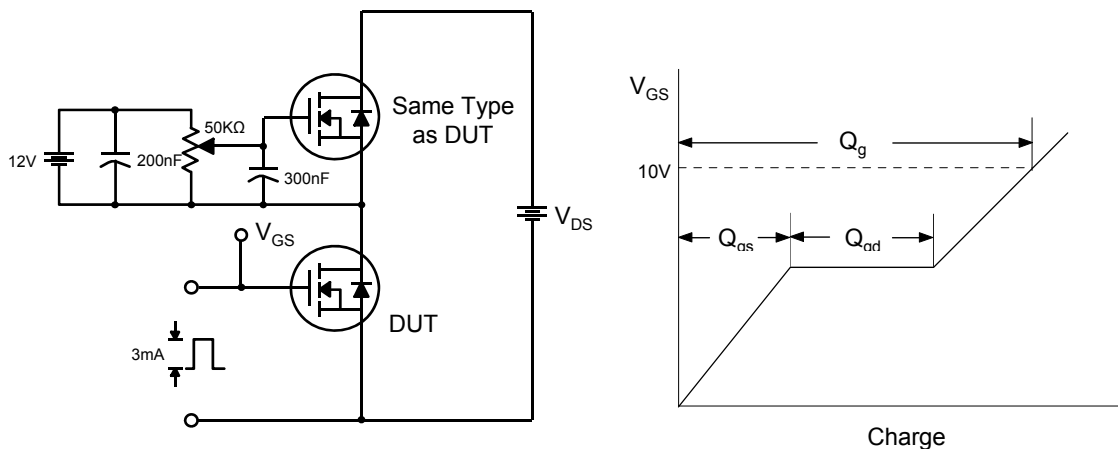 Same Type
as DUT
50KΩ
12V
200nF
300nF
V_GS
V_DS
DUT
3mA
V_GS
Q_g
10V
Q_gs
Q_gd
Charge